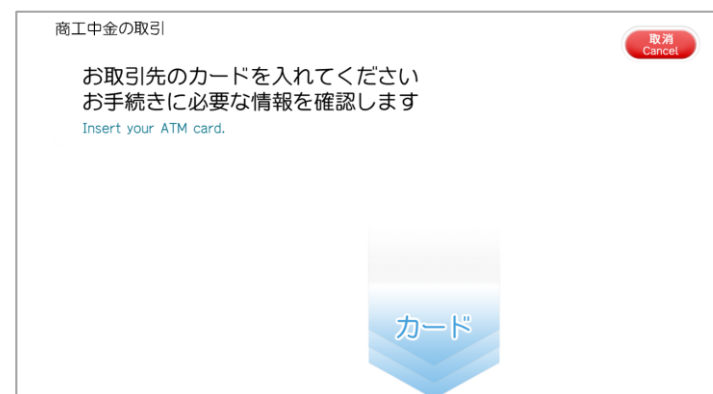 商工中金の取引
取消
Cancel
お取引先のカードを入れてください
お手続きに必要な情報を確認します
Insert your ATM card.
カード